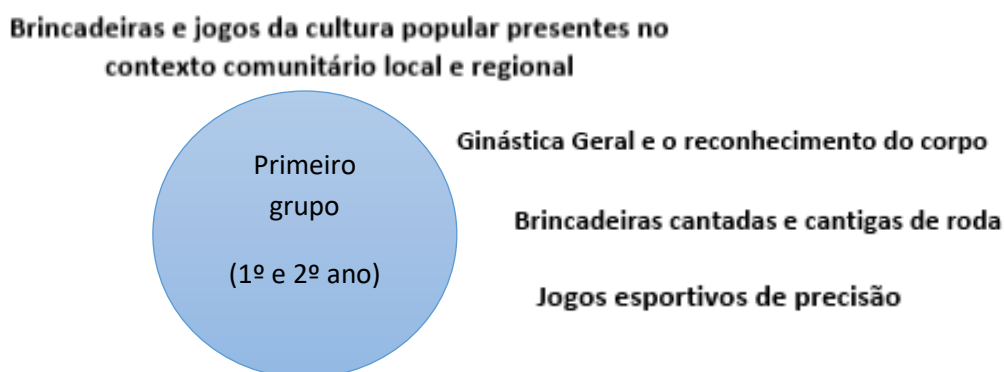 Brincadeiras e jogos da cultura popular presentes no
contexto comunitário local e regional
Ginástica Geral e o reconhecimento do corpo
Primeiro
grupo
(1º e 2º ano)
Brincadeiras cantadas e cantigas de roda
Jogos esportivos de precisão